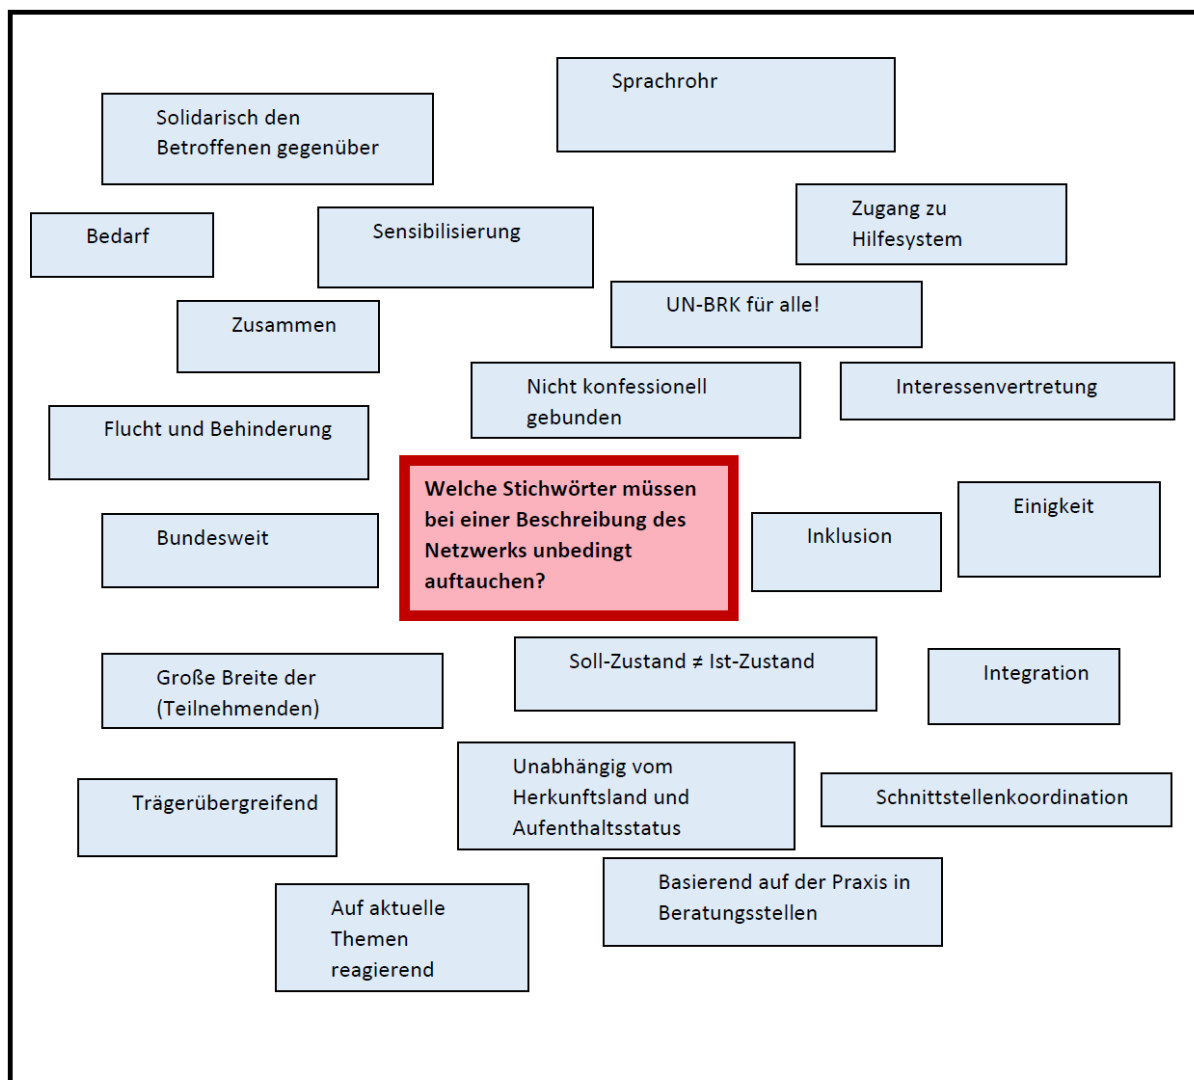 Sprachrohr
Solidarisch den
Betroffenen gegenüber
Zugang zu
Hilfesystem
Bedarf
Sensibilisierung
UN-BRK für alle!
Zusammen
Nicht konfessionell
gebunden
Interessenvertretung
Flucht und Behinderung
Welche Stichwörter müssen
bei einer Beschreibung des
Netzwerks unbedingt
auftauchen?
Einigkeit
Bundesweit
Inklusion
Soll-Zustand ≠ Ist-Zustand
Große Breite der
(Teilnehmenden)
Integration
Unabhängig vom
Herkunftsland und
Aufenthaltsstatus
Trägerübergreifend
Schnittstellenkoordination
Basierend auf der Praxis in
Beratungsstellen
Auf aktuelle
Themen
reagierend